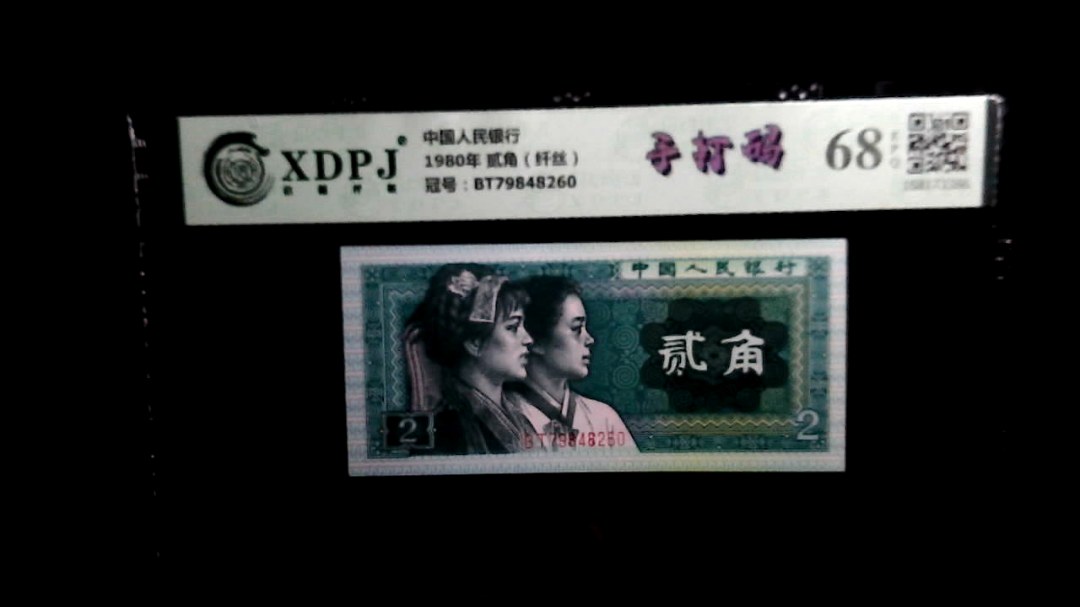 XDPJ
中国人民银行
1980年 贰角（纤丝）
冠号：BT79848260
手打码
68
EPQ
中国人民银行
贰角
2
2
BT79848260